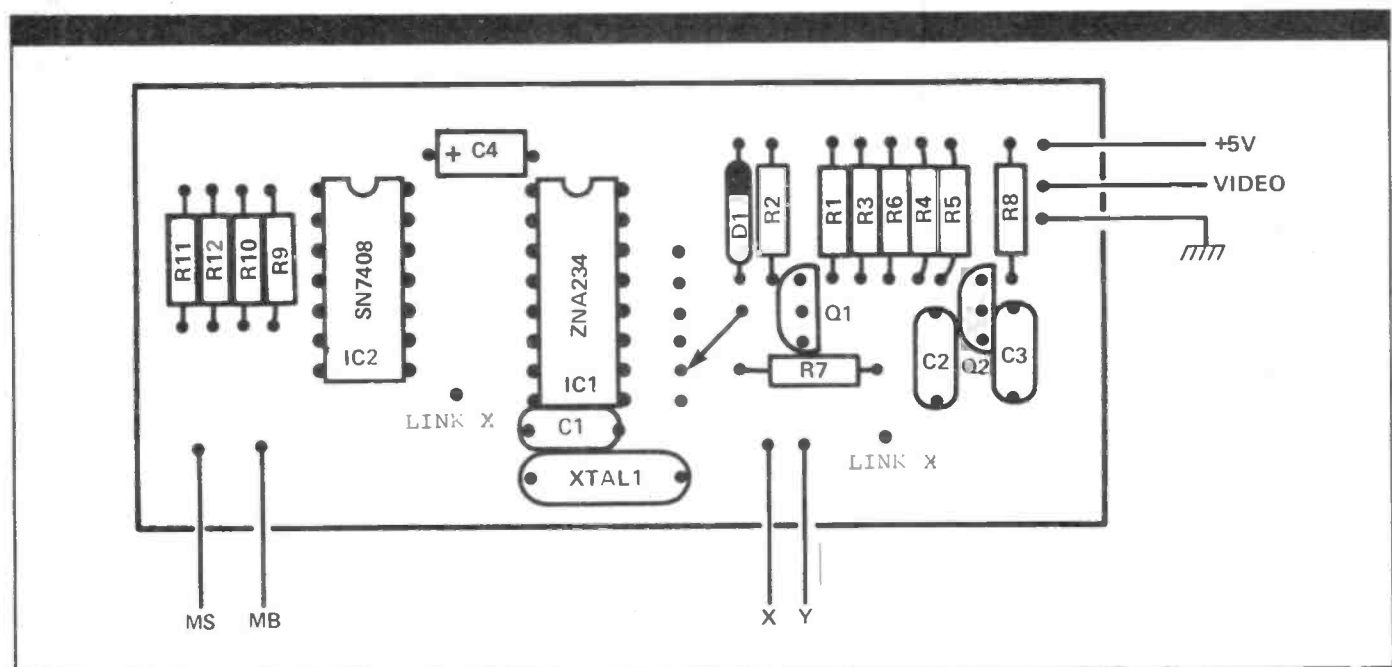 + C4
+5V
VIDEO
R11
R12
R10
R9
SN7408
IC2
ZNA234
IC1
D1
R2
R1
R3
R6
R4
R5
R8
Q1
R7
C2
Q2
C3
LINK X
C1
XTAL1
LINK X
MS
MB
X
Y